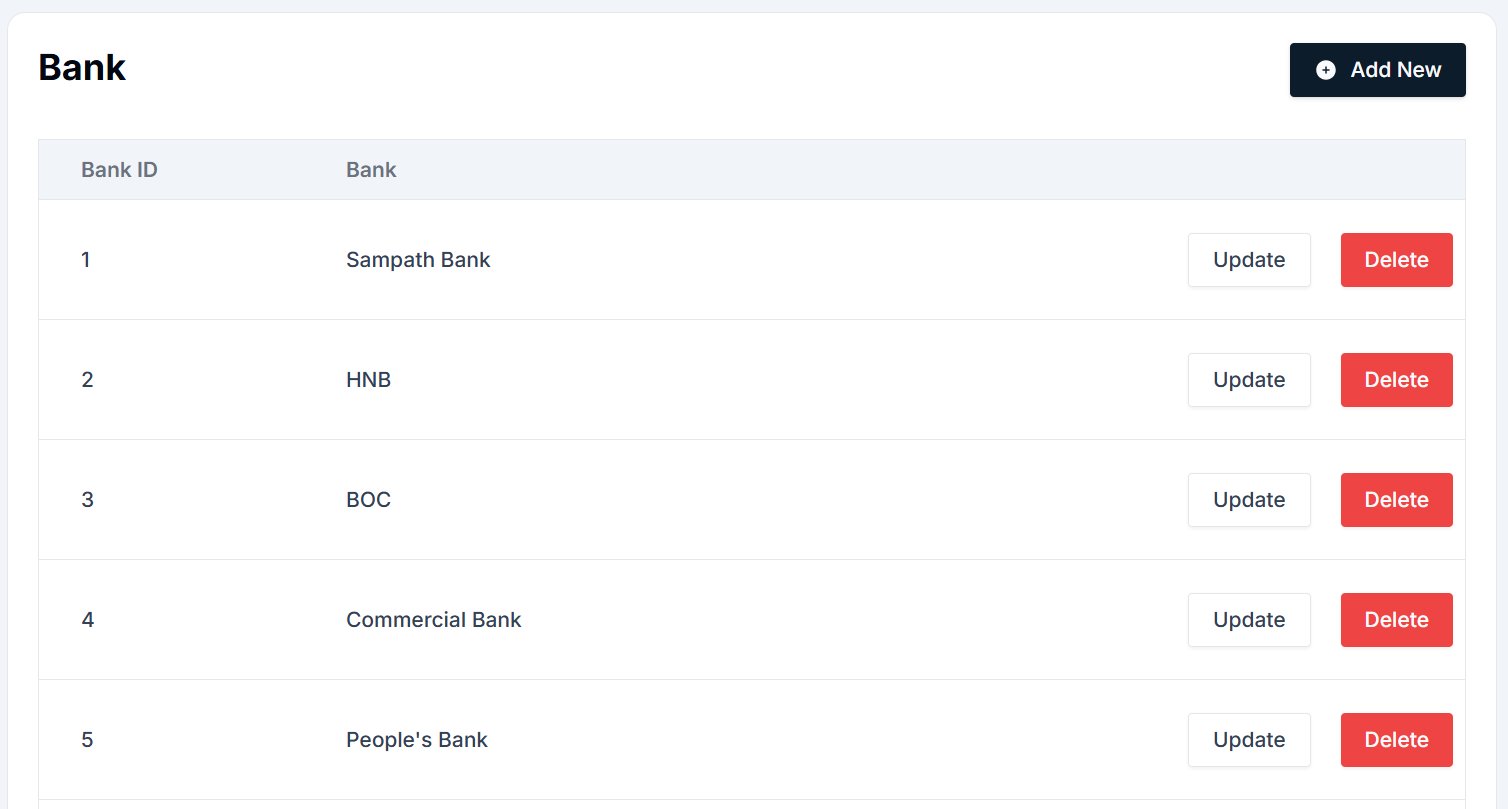 Bank
Add New
Bank ID Bank
1 Sampath Bank Update Delete
2 HNB Update Delete
3 BOC Update Delete
4 Commercial Bank Update Delete
5 People's Bank Update Delete